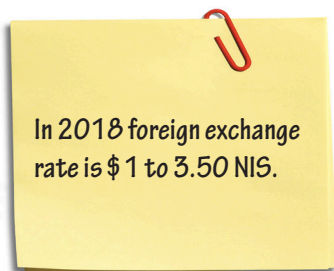 In 2018 foreign exchange
rate is $ 1 to 3.50 NIS.